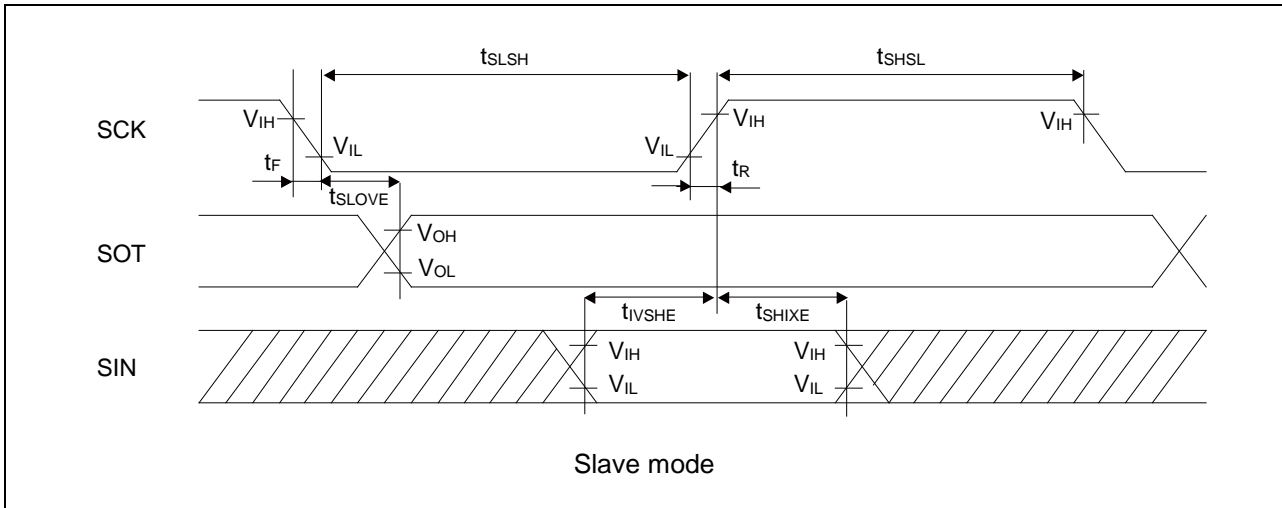 tSLSH
tSHSL
SCK
VIH
VIL
VIL
VIH
VIH
tF
tSLOVE
tR
SOT
VOH
VOL
tIVSHE
tSHIXE
SIN
VIH
VIL
VIH
VIL
Slave mode